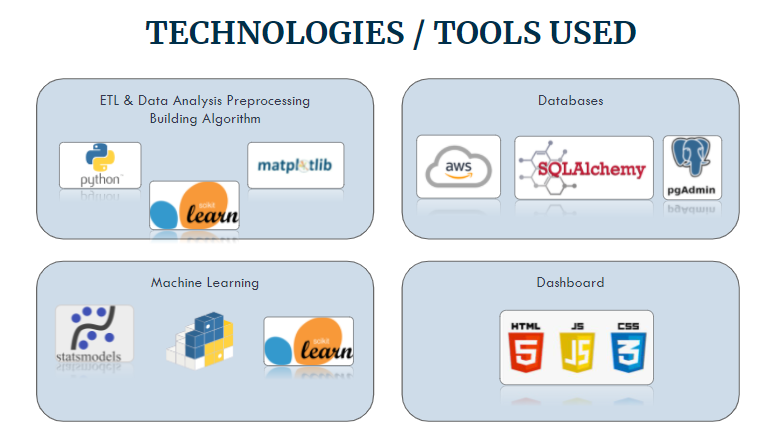 TECHNOLOGIES / TOOLS USED
ETL & Data Analysis Preprocessing
Building Algorithm
python
matplotlib
scikit
learn
Databases
aws
SQLAlchemy
pgAdmin
Machine Learning
statsmodels
scikit
learn
Dashboard
HTML JS CSS
5 JS 3